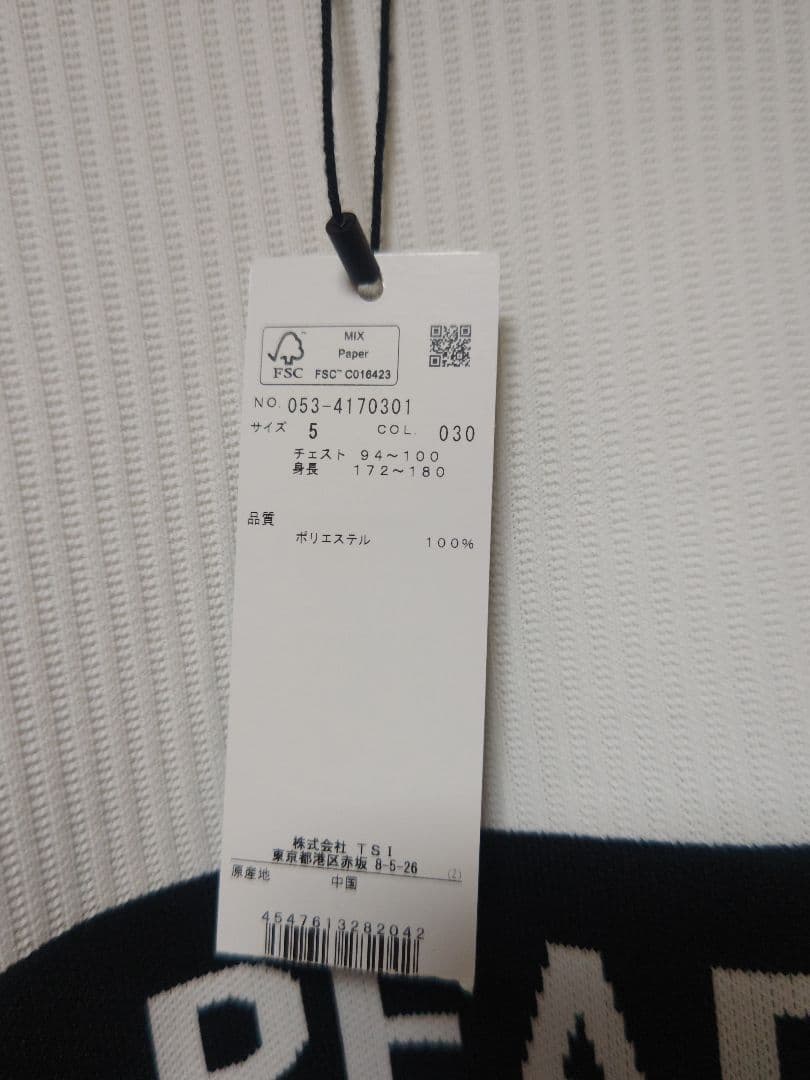 MIX
Paper
FSC™ C016423
FSC
NO. 053-4170301
サイズ 5 COL. 030
チェスト 94～100
身長 172～180
品質
ポリエステル 100%
株式会社 TSI
東京都港区赤坂 8-5-26
(2)
原産地 中国
4547613282042
PEAR